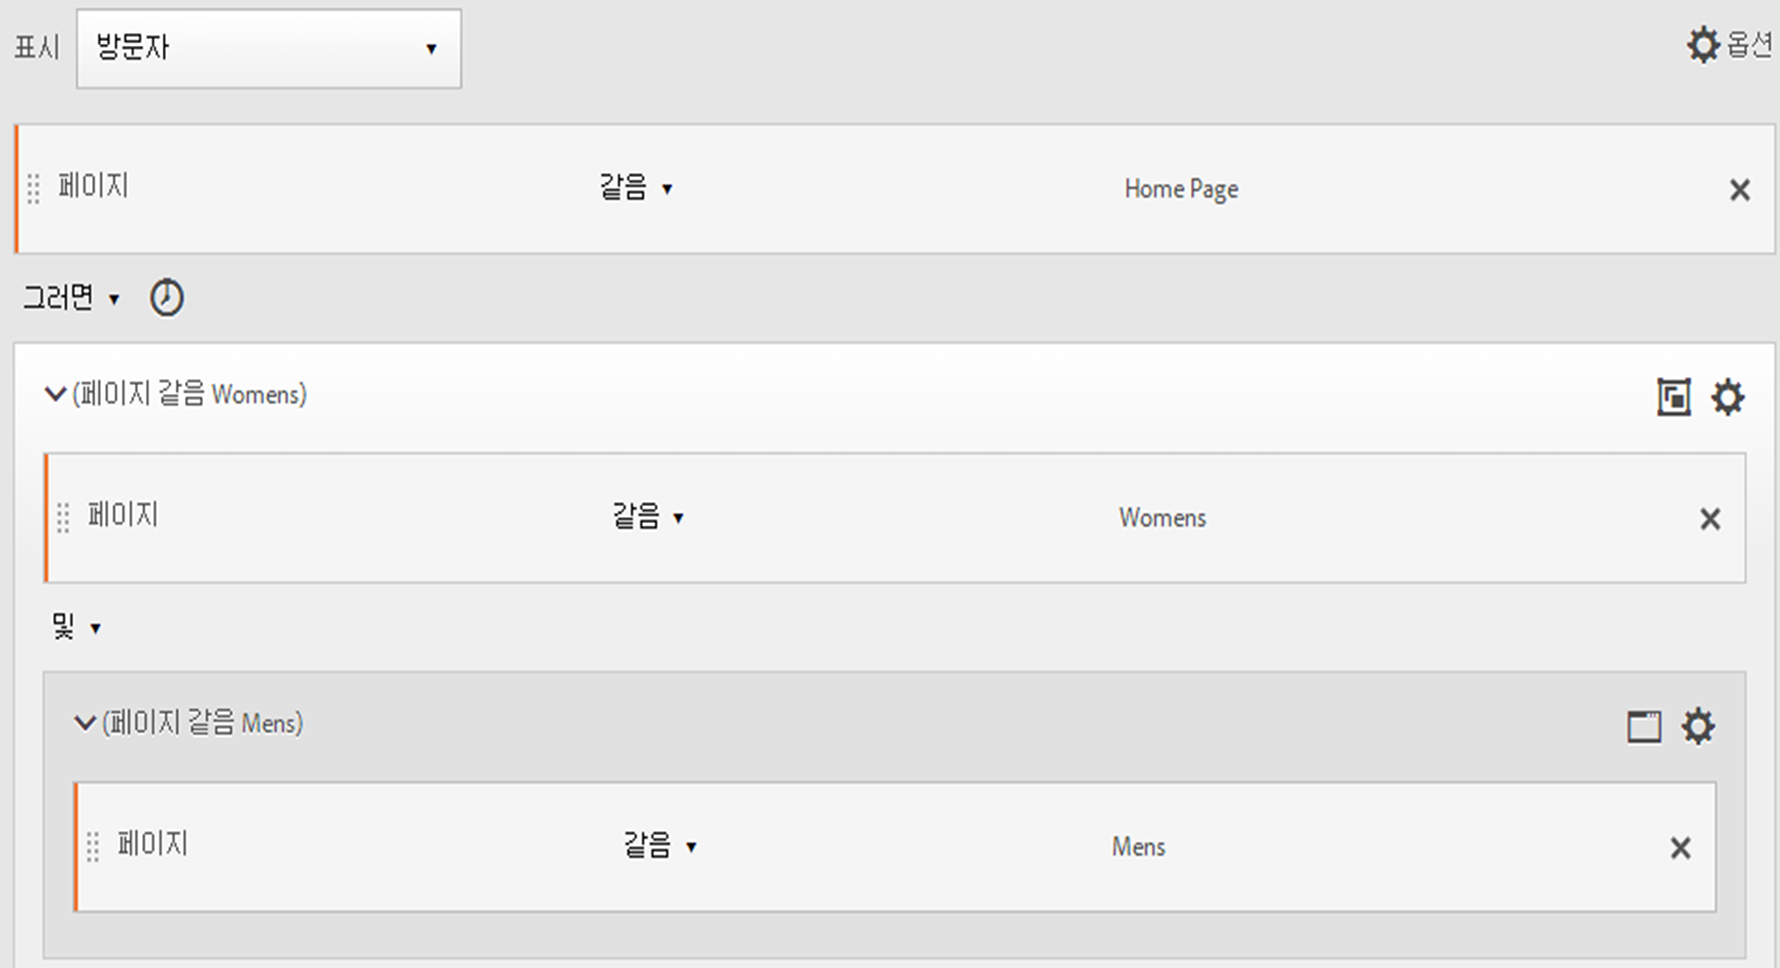 표시 방문자 옵션
페이지 같음 Home Page
그러면
(페이지 같음 Womens)
페이지 같음 Womens
및
(페이지 같음 Mens)
페이지 같음 Mens